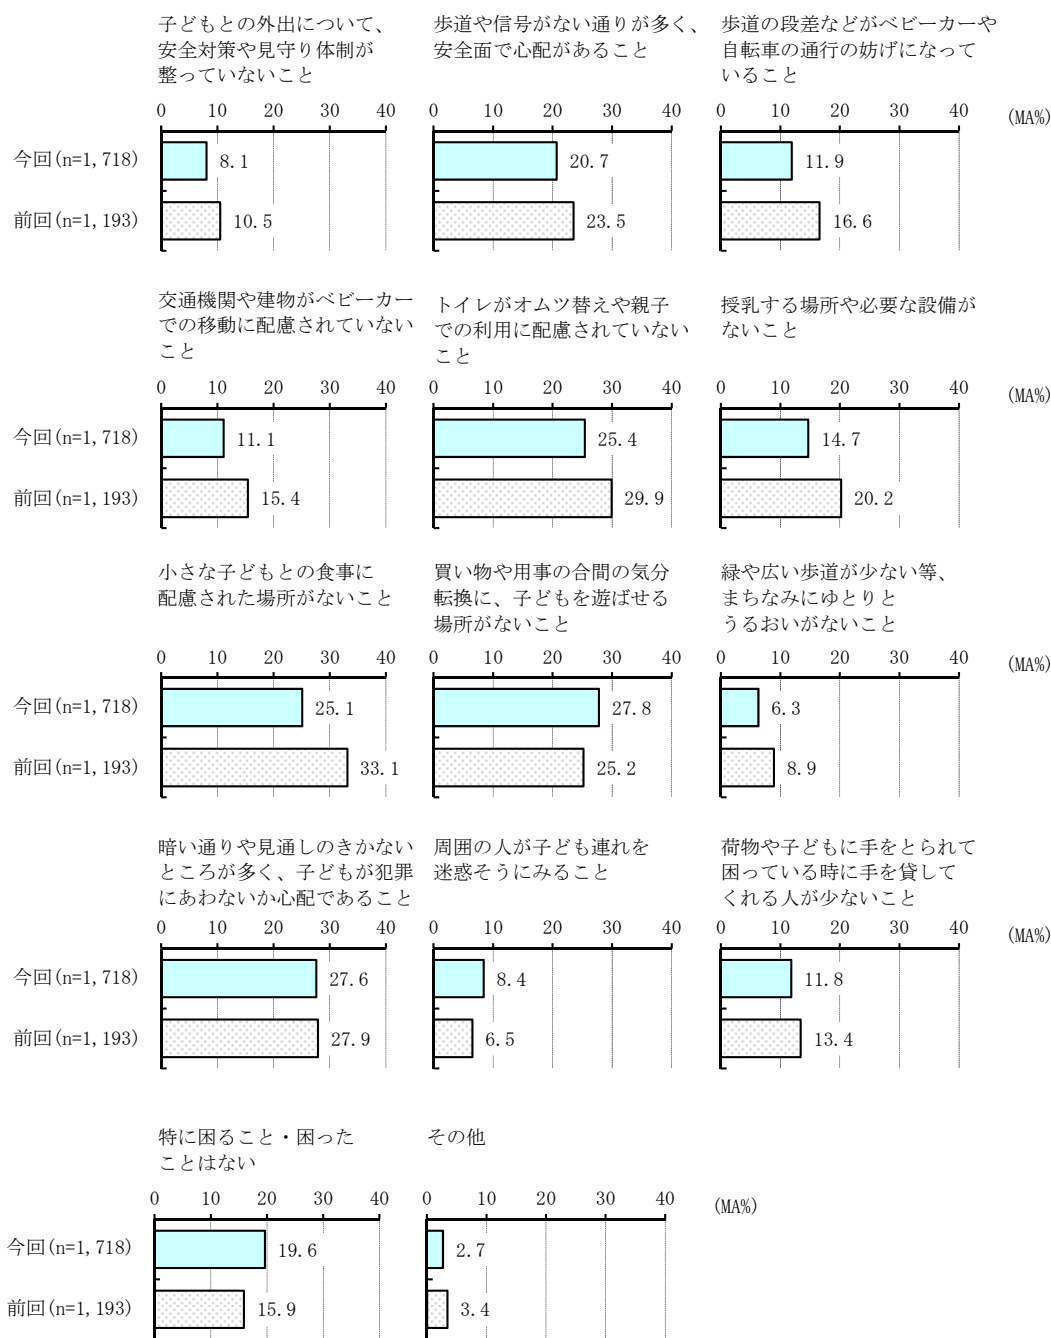 子どもとの外出について、
安全対策や見守り体制が
整っていないこと
歩道や信号がない通りが多く、
安全面で心配があること
歩道の段差などがベビーカーや
自転車の通行の妨げになって
いること
0 10 20 30 40
0 10 20 30 40
0 10 20 30 40
(MA%)
今回(n=1,718)
8.1
20.7
11.9
前回(n=1,193)
10.5
23.5
16.6
交通機関や建物がベビーカー
での移動に配慮されていない
こと
トイレがオムツ替えや親子
での利用に配慮されていない
こと
授乳する場所や必要な設備が
ないこと
0 10 20 30 40
0 10 20 30 40
0 10 20 30 40
(MA%)
今回(n=1,718)
11.1
25.4
14.7
前回(n=1,193)
15.4
29.9
20.2
小さな子どもとの食事に
配慮された場所がないこと
買い物や用事の合間の気分
転換に、子どもを遊ばせる
場所がないこと
緑や広い歩道が少ない等、
まちなみにゆとりと
うるおいがないこと
0 10 20 30 40
0 10 20 30 40
0 10 20 30 40
(MA%)
今回(n=1,718)
25.1
27.8
6.3
前回(n=1,193)
33.1
25.2
8.9
暗い通りや見通しのきかない
ところが多く、子どもが犯罪
にあわないか心配であること
周囲の人が子ども連れを
迷惑そうにみること
荷物や子どもに手をとられて
困っている時に手を貸して
くれる人が少ないこと
0 10 20 30 40
0 10 20 30 40
0 10 20 30 40
(MA%)
今回(n=1,718)
27.6
8.4
11.8
前回(n=1,193)
27.9
6.5
13.4
特に困ること・困った
ことはない
その他
0 10 20 30 40
0 10 20 30 40
(MA%)
今回(n=1,718)
19.6
2.7
前回(n=1,193)
15.9
3.4